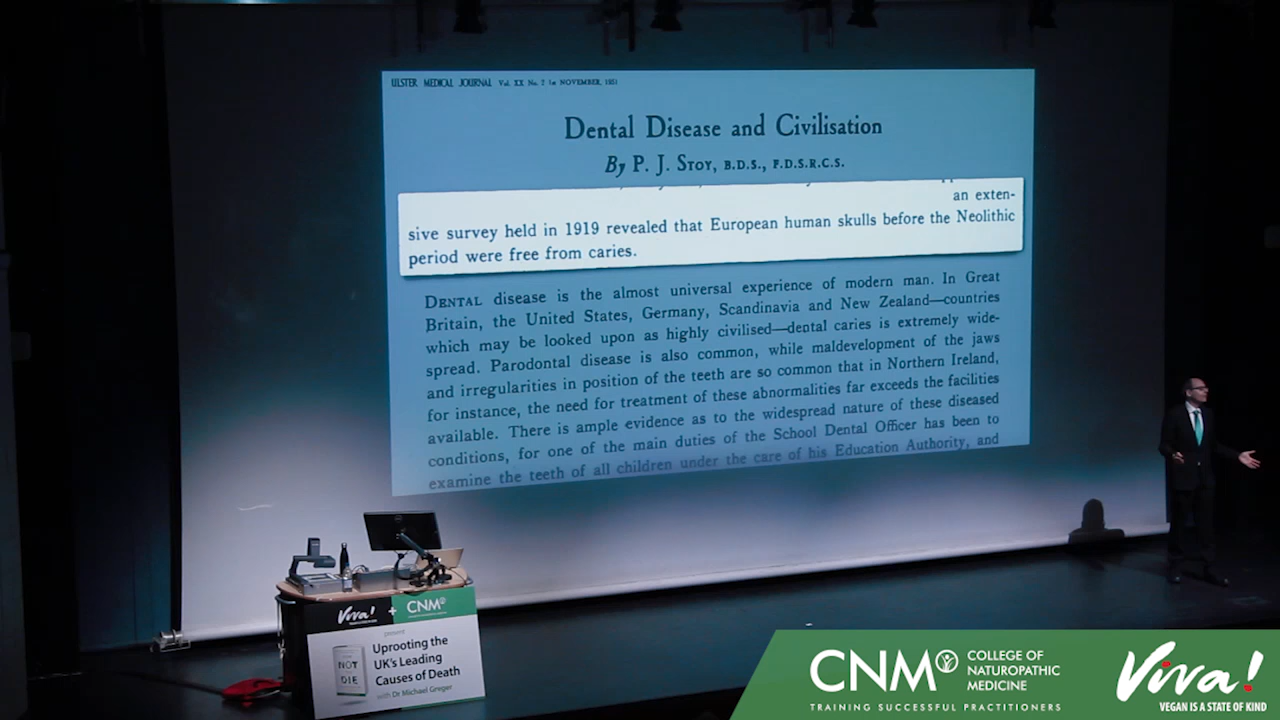 ULSTER MEDICAL JOURNAL Vol. XX No. 2 1st NOVEMBER, 1951
Dental Disease and Civilisation
By P. J. STOY, B.D.S., F.D.S.R.C.S.
an exten-
sive survey held in 1919 revealed that European human skulls before the Neolithic
period were free from caries.
DENTAL disease is the almost universal experience of modern man. In Great
Britain, the United States, Germany, Scandinavia and New Zealand—countries
which may be looked upon as highly civilised—dental caries is extremely wide-
spread. Parodontal disease is also common, while maldevelopment of the jaws
and irregularities in position of the teeth are so common that in Northern Ireland,
for instance, the need for treatment of these abnormalities far exceeds the facilities
available. There is ample evidence as to the widespread nature of these diseased
conditions, for one of the main duties of the School Dental Officer has been to
examine the teeth of all children under the care of his Education Authority, and
Viva! + CNM
present
Uprooting the
UK's Leading
Causes of Death
with Dr Michael Greger
NOT
DIE
CNM COLLEGE OF
NATUROPATHIC
MEDICINE
TRAINING SUCCESSFUL PRACTITIONERS
Viva!
VEGAN IS A STATE OF KIND